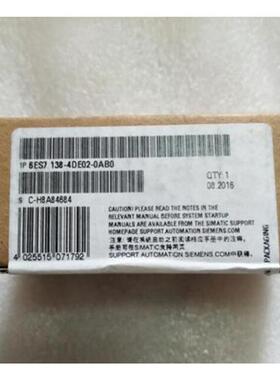 1P 6ES7 138-4DE02-0AB0
QTY: 1
08.2016
S C-H8A84684
CAUTION! PLEASE READ THE NOTES IN THE
RELEVANT MANUAL BEFORE SYSTEM STARTUP
MANUALS ARE AVAILABLE FROM THE SIMATIC SUPPORT
HOMEPAGE SUPPORT.AUTOMATION.SIEMENS.COM
SUPPORT.AUTOMATION.SIEMENS.COM
4 025515 071792
PACKAGING